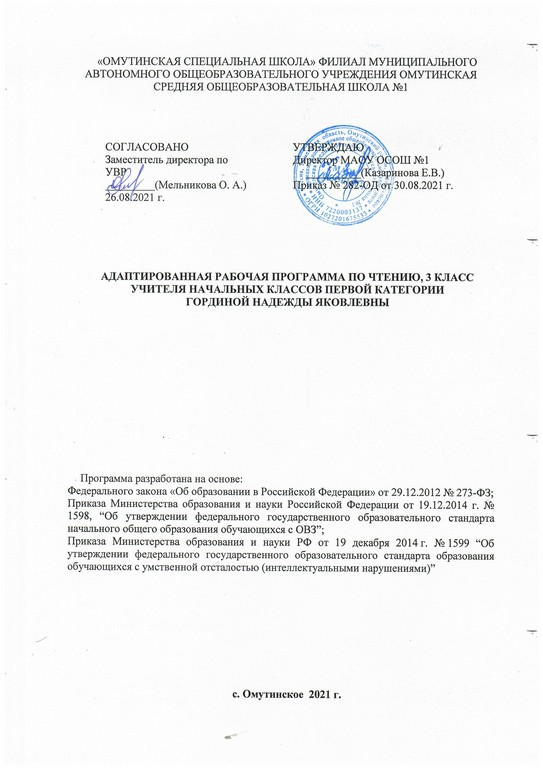 «ОМУТИНСКАЯ СПЕЦИАЛЬНАЯ ШКОЛА» ФИЛИАЛ МУНИЦИПАЛЬНОГО
АВТОНОМНОГО ОБЩЕОБРАЗОВАТЕЛЬНОГО УЧРЕЖДЕНИЯ ОМУТИНСКАЯ
СРЕДНЯЯ ОБЩЕОБРАЗОВАТЕЛЬНАЯ ШКОЛА №1
СОГЛАСОВАНО
Заместитель директора по
УВР
(Мельникова О. А.)
26.08.2021 г.
УТВЕРЖДАЮ
Директор МАОУ ОСОШ №1
(Казаринова Е.В.)
Приказ № 282-ОД от 30.08.2021 г.
АДАПТИРОВАННАЯ РАБОЧАЯ ПРОГРАММА ПО ЧТЕНИЮ, 3 КЛАСС
УЧИТЕЛЯ НАЧАЛЬНЫХ КЛАССОВ ПЕРВОЙ КАТЕГОРИИ
ГОРДИНОЙ НАДЕЖДЫ ЯКОВЛЕВНЫ
Программа разработана на основе:
Федерального закона «Об образовании в Российской Федерации» от 29.12.2012 № 273-ФЗ;
Приказа Министерства образования и науки Российской Федерации от 19.12.2014 г. №
1598, “Об утверждении федерального государственного образовательного стандарта
начального общего образования обучающихся с ОВЗ”;
Приказа Министерства образования и науки РФ от 19 декабря 2014 г. № 1599 “Об
утверждении федерального государственного образовательного стандарта образования
обучающихся с умственной отсталостью (интеллектуальными нарушениями)”
с. Омутинское 2021 г.